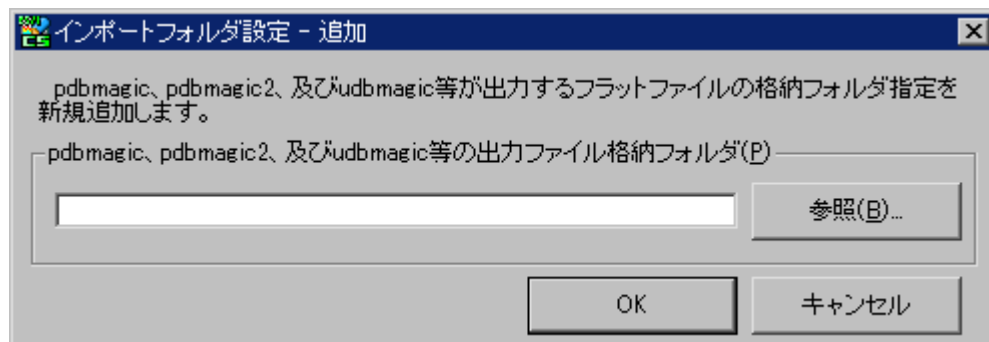 インポートフォルダ設定 - 追加
pdbmagic、pdbmagic2、及びudbmagic等が出力するフラットファイルの格納フォルダ指定を
新規追加します。
pdbmagic、pdbmagic2、及びudbmagic等の出力ファイル格納フォルダ(P)
参照(B)...
OK
キャンセル